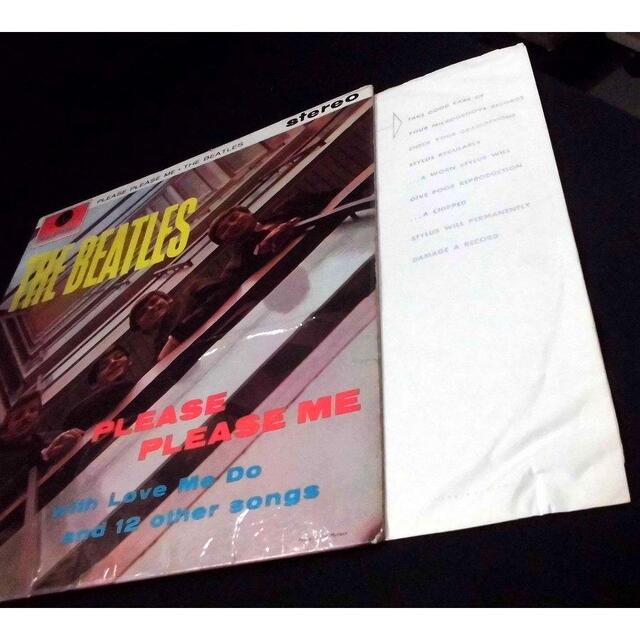 stereo
PLEASE PLEASE ME • THE BEATLES
THE BEATLES
PLEASE
PLEASE ME
with Love Me Do
and 12 other songs
TAKE GOOD CARE OF
YOUR MICROGROOVE RECORDS
CHECK YOUR GRAMOPHONE
STYLUS REGULARLY
A WORN STYLUS WILL
GIVE POOR REPRODUCTION
...A CHIPPED
STYLUS WILL PERMANENTLY
DAMAGE A RECORD